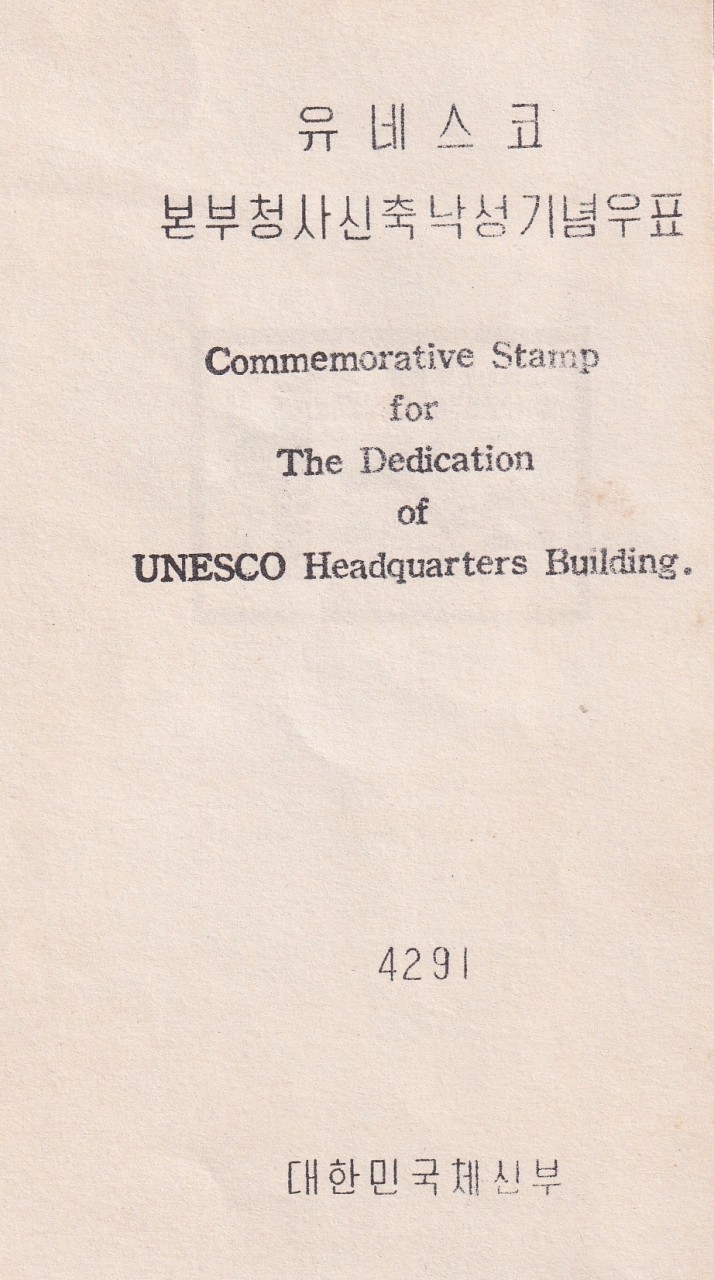 유네스코
본부청사신축낙성기념우표
Commemorative Stamp
for
The Dedication
of
UNESCO Headquarters Building.
4291
대한민국체신부